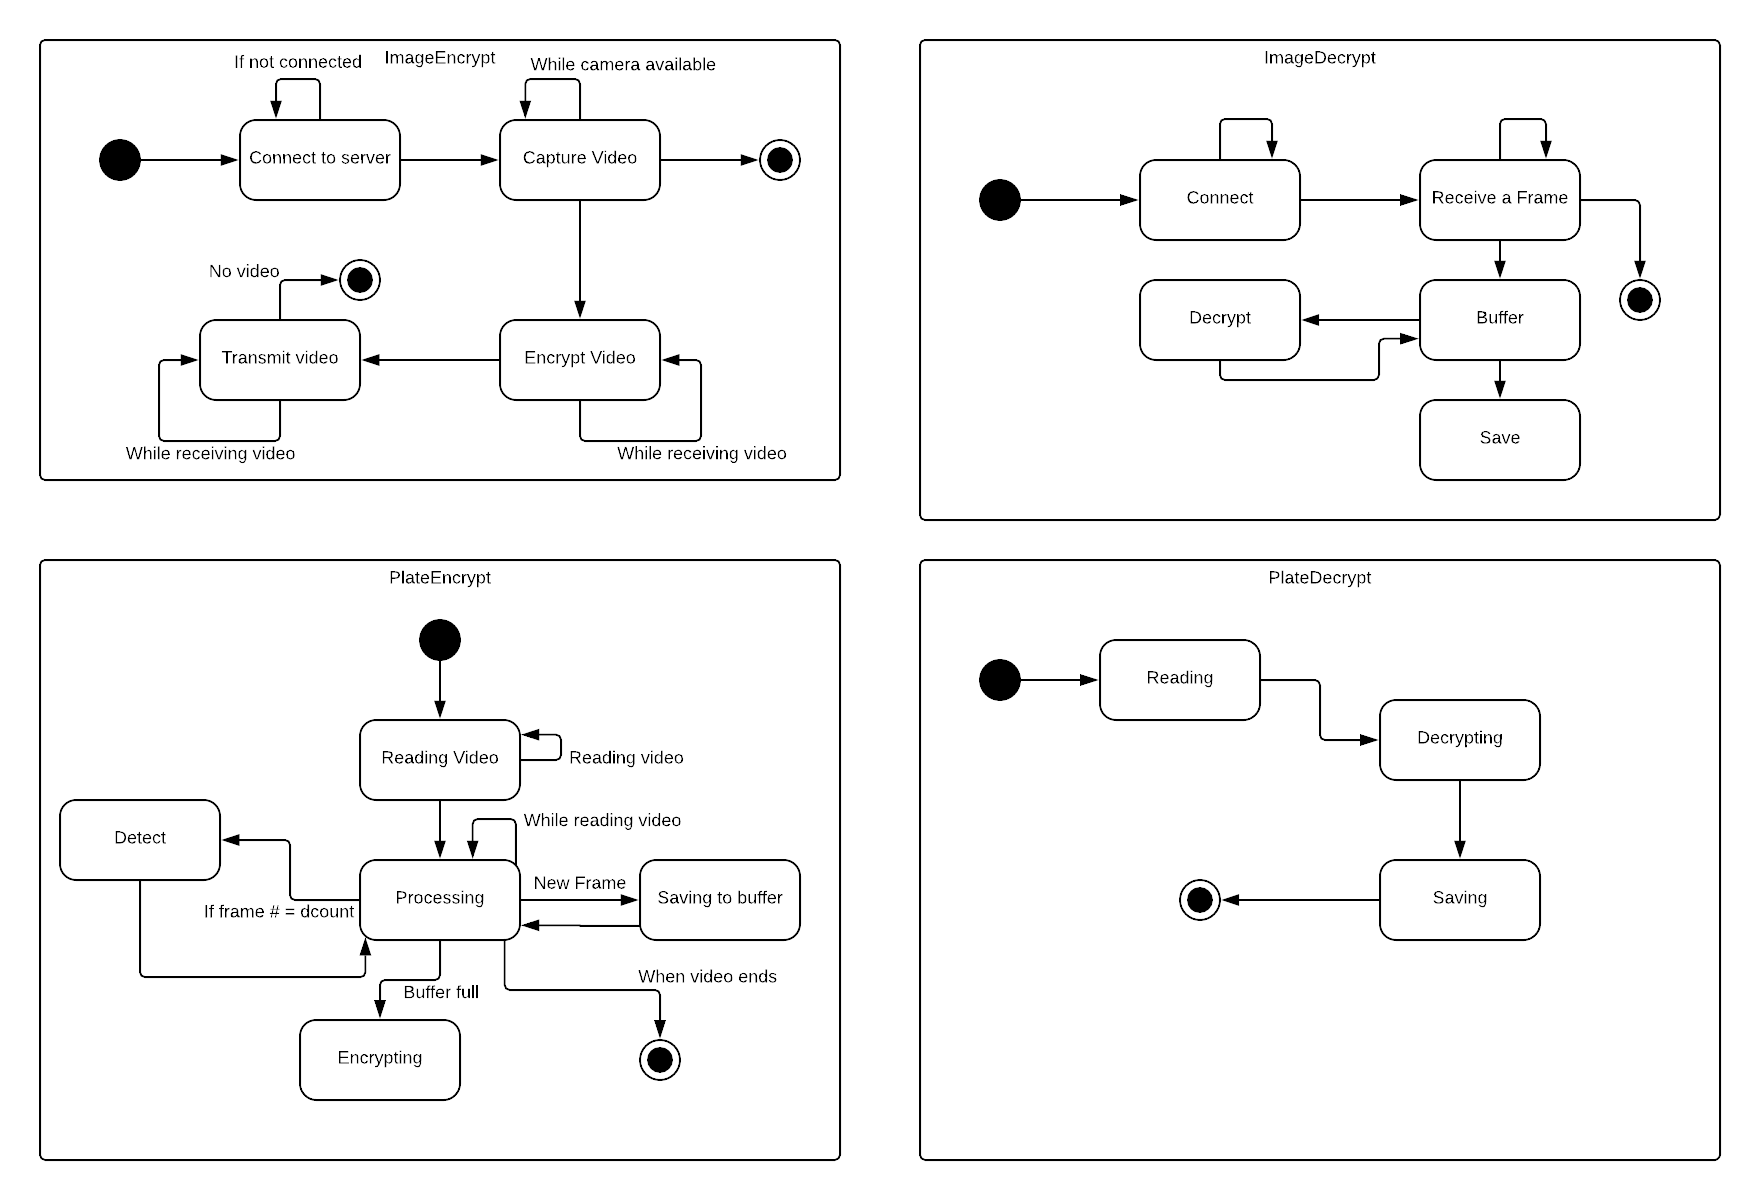 ImageEncrypt
If not connected
While camera available
Connect to server
Capture Video
No video
Transmit video
Encrypt Video
While receiving video
While receiving video
ImageDecrypt
Connect
Receive a Frame
Decrypt
Buffer
Save
PlateEncrypt
Reading Video
Reading video
While reading video
Detect
Processing
New Frame
Saving to buffer
If frame # = dcount
Buffer full
When video ends
Encrypting
PlateDecrypt
Reading
Decrypting
Saving